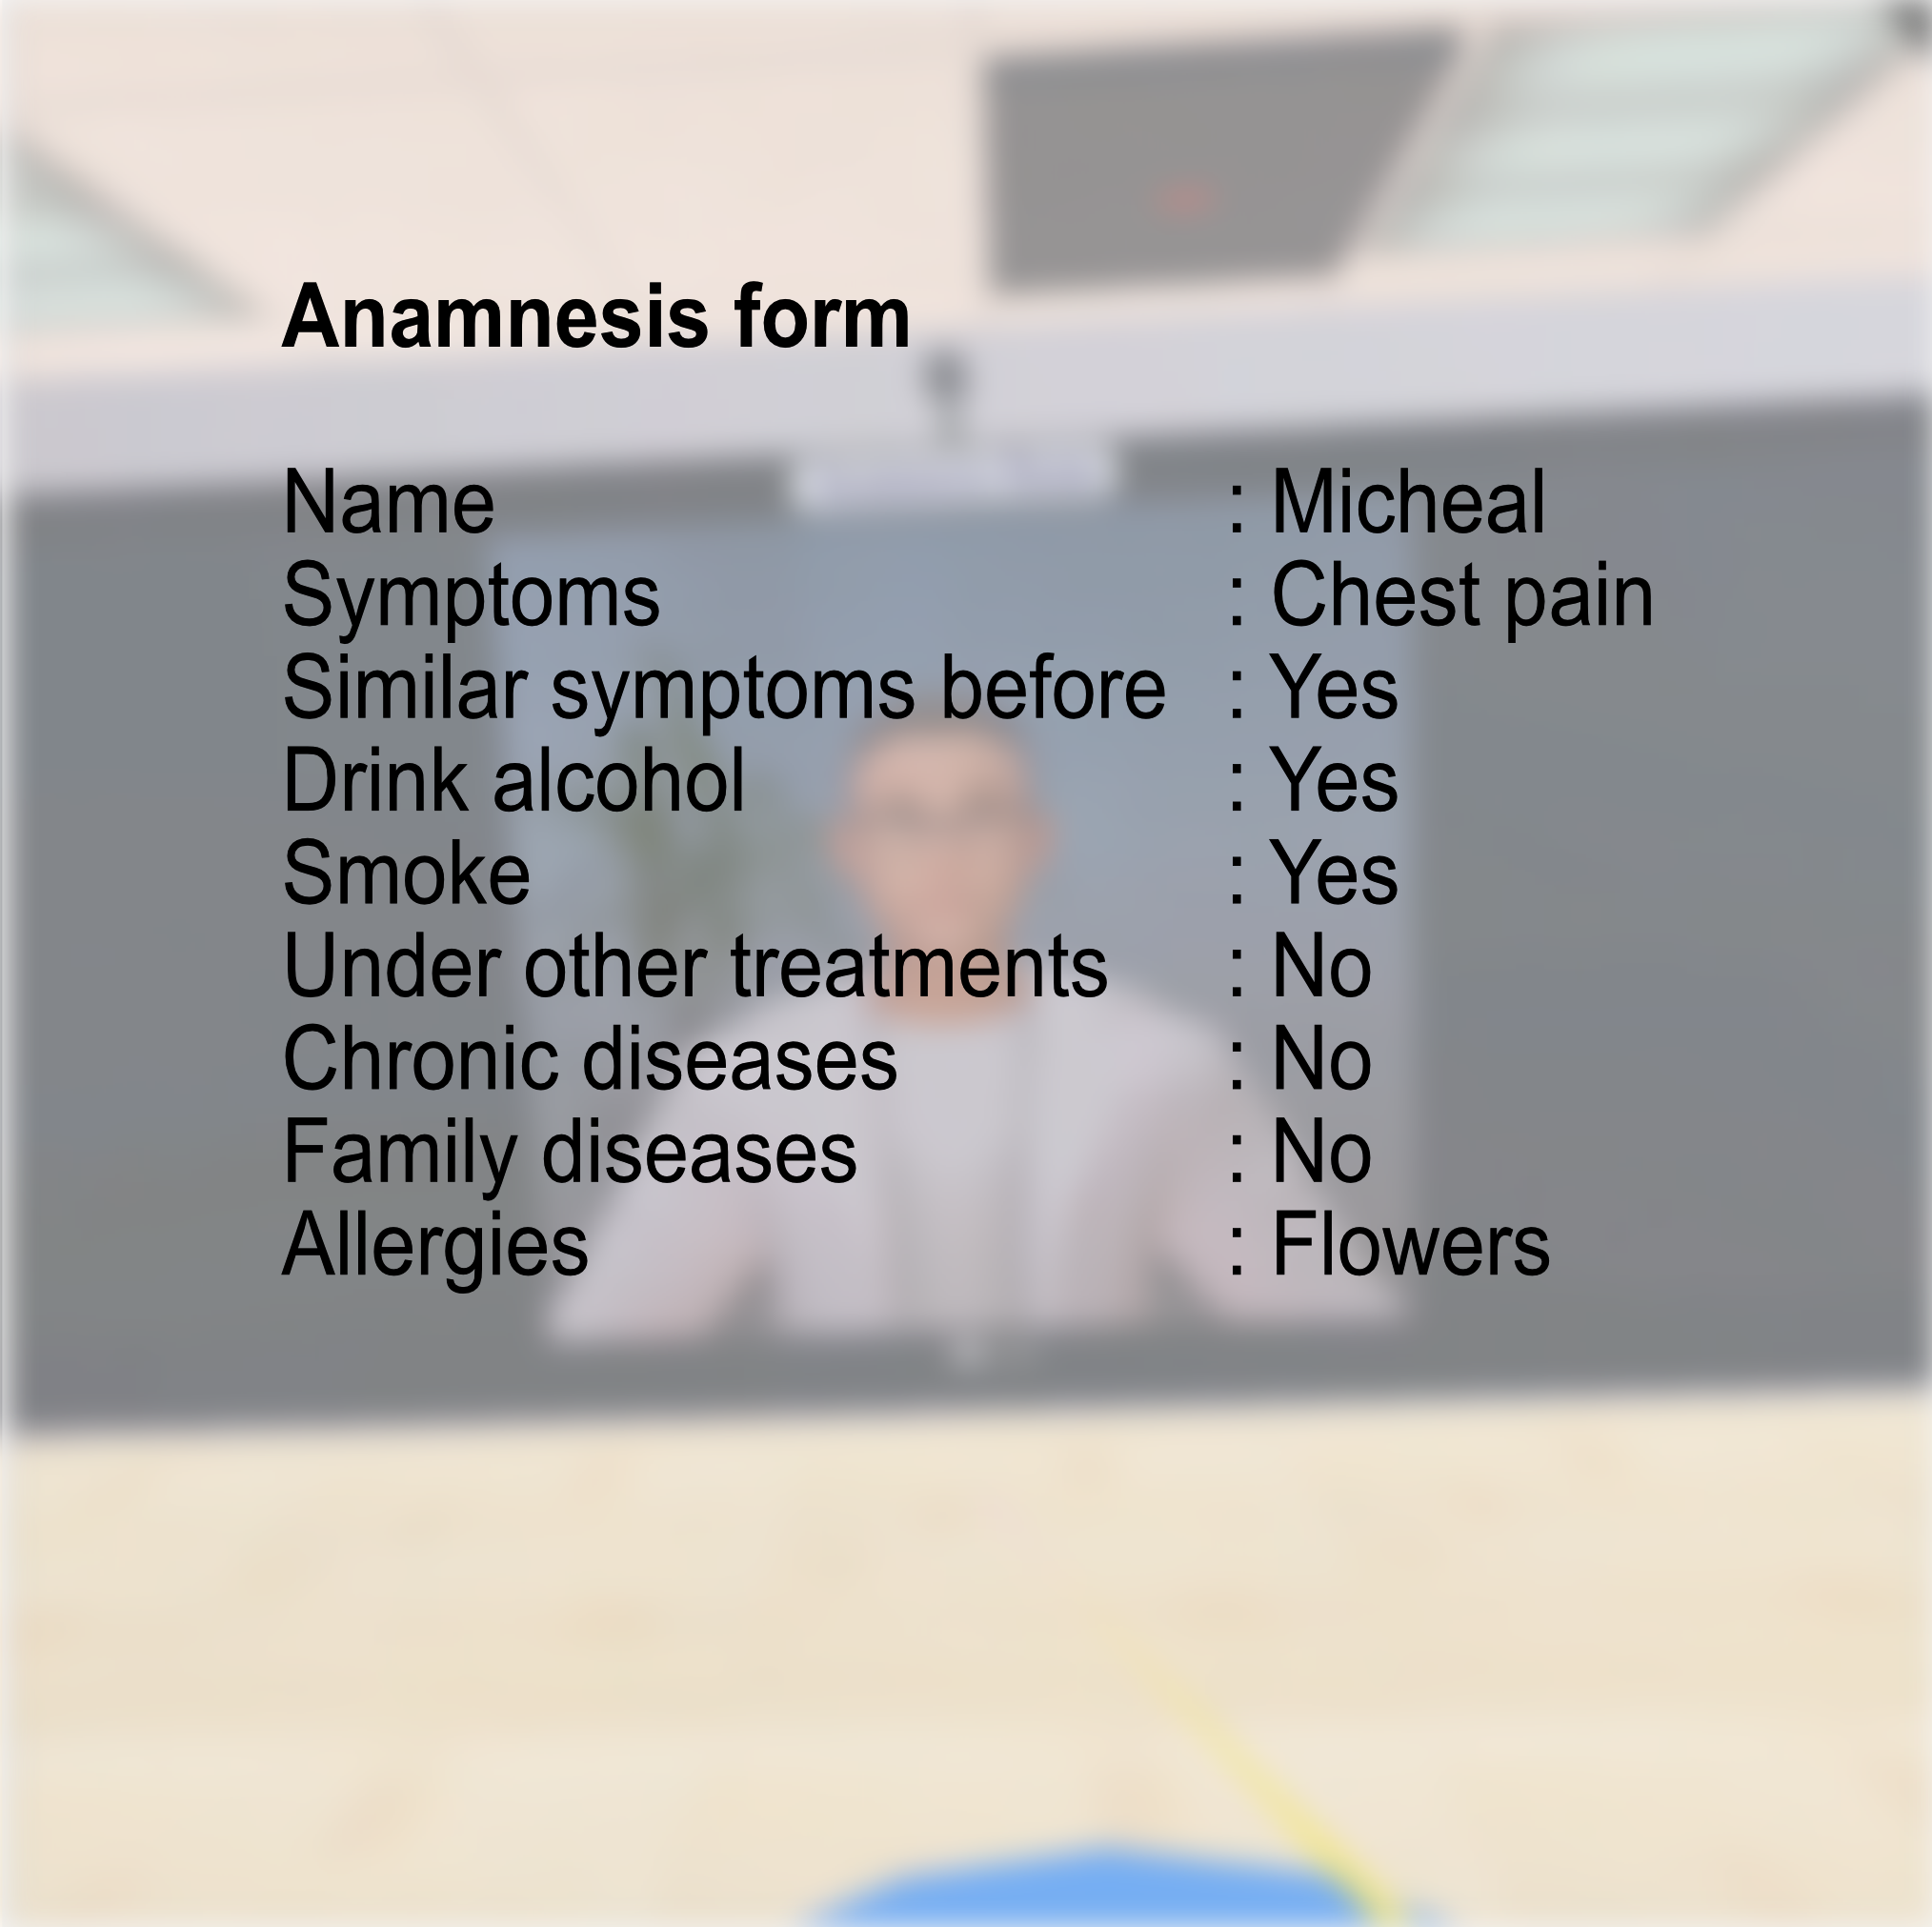 Anamnesis form
Name : Micheal
Symptoms : Chest pain
Similar symptoms before : Yes
Drink alcohol : Yes
Smoke : Yes
Under other treatments : No
Chronic diseases : No
Family diseases : No
Allergies : Flowers